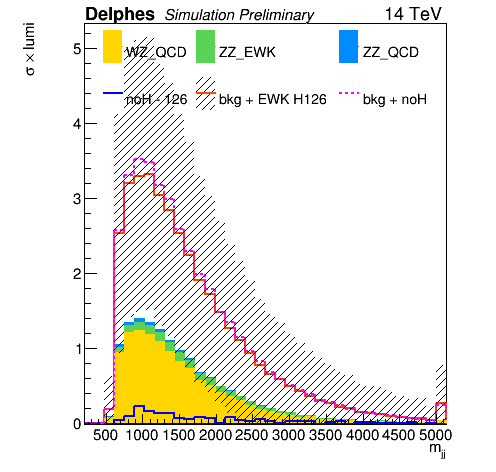 Delphes Simulation Preliminary 14 TeV
σ × lumi
WZ_QCD ZZ_EWK ZZ_QCD
noH - 126 bkg + EWK H126 bkg + noH
5
4
3
2
1
0
500 1000 1500 2000 2500 3000 3500 4000 4500 5000
m_jj